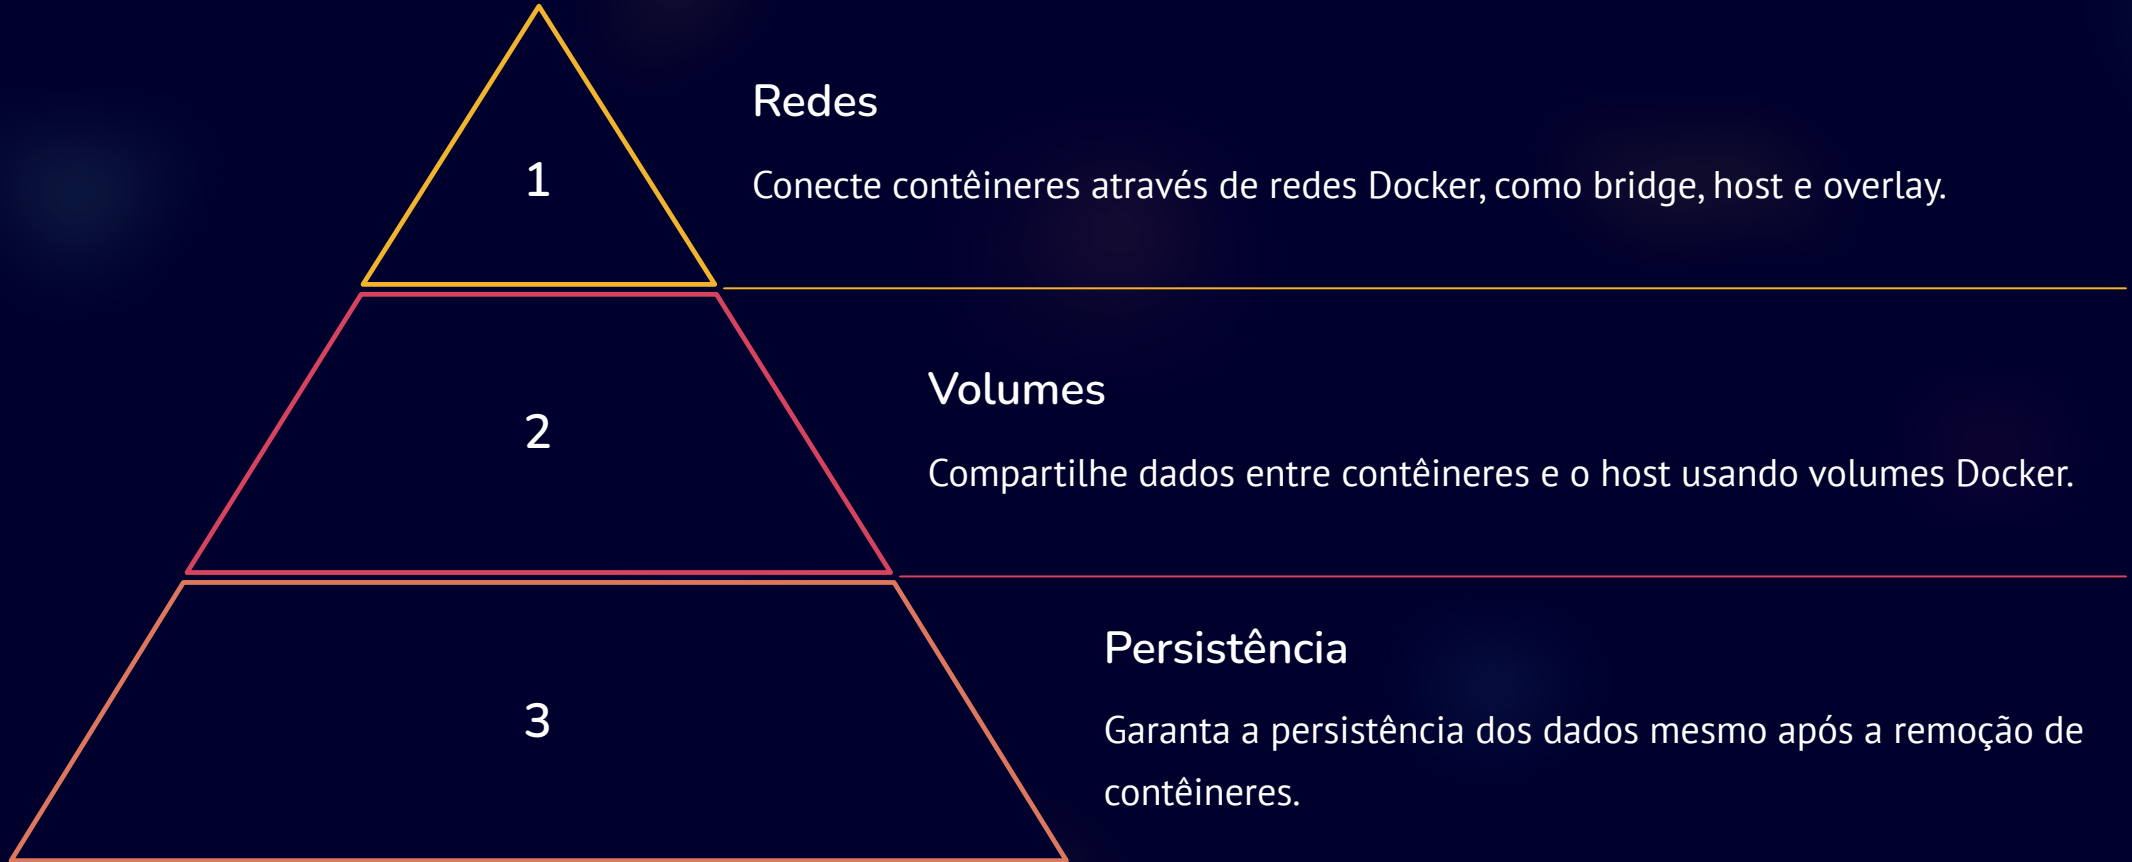 1
Redes
Conecte contêineres através de redes Docker, como bridge, host e overlay.
2
Volumes
Compartilhe dados entre contêineres e o host usando volumes Docker.
3
Persistência
Garanta a persistência dos dados mesmo após a remoção de
contêineres.